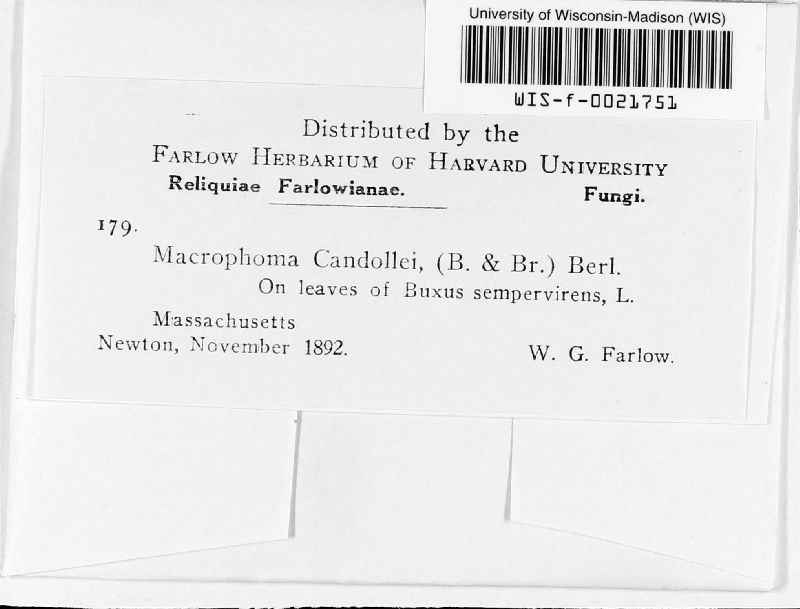 University of Wisconsin-Madison (WIS)
WIS-f-0021751
Distributed by the
FARLOW HERBARIUM OF HARVARD UNIVERSITY
Reliquiae Farlowianae. Fungi.
179.
Macrophoma Candollei, (B. & Br.) Berl.
On leaves of Buxus sempervirens, L.
Massachusetts
Newton, November 1892. W. G. Farlow.